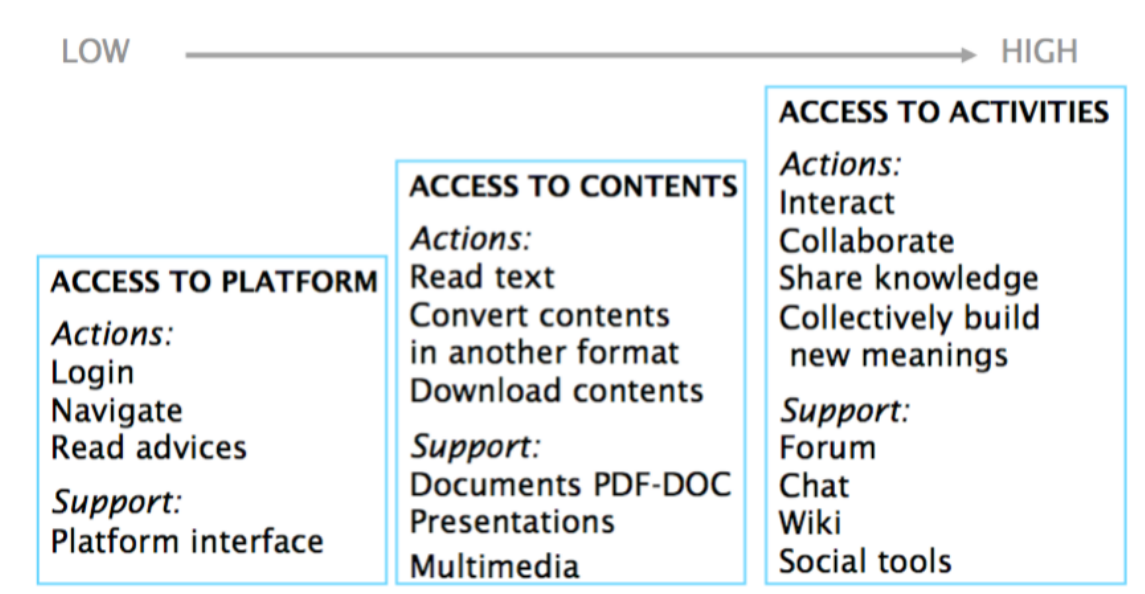 LOW
HIGH
ACCESS TO PLATFORM
Actions:
Login
Navigate
Read advices
Support:
Platform interface
ACCESS TO CONTENTS
Actions:
Read text
Convert contents
in another format
Download contents
Support:
Documents PDF-DOC
Presentations
Multimedia
ACCESS TO ACTIVITIES
Actions:
Interact
Collaborate
Share knowledge
Collectively build
new meanings
Support:
Forum
Chat
Wiki
Social tools